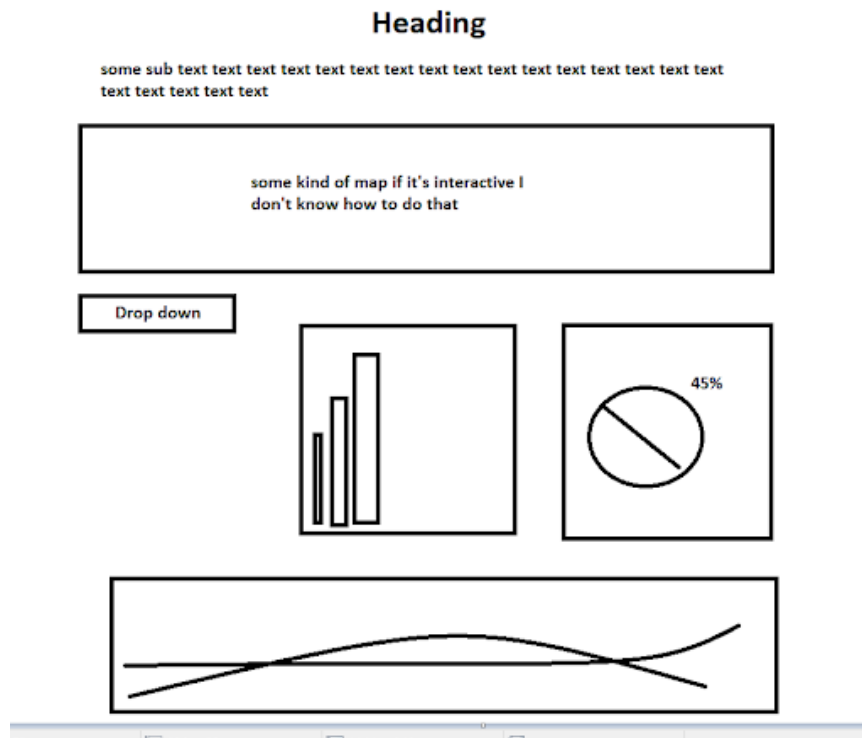 Heading
some sub text text text text text text text text text text text text text text text text
text text text text text
some kind of map if it's interactive I
don't know how to do that
Drop down
45%